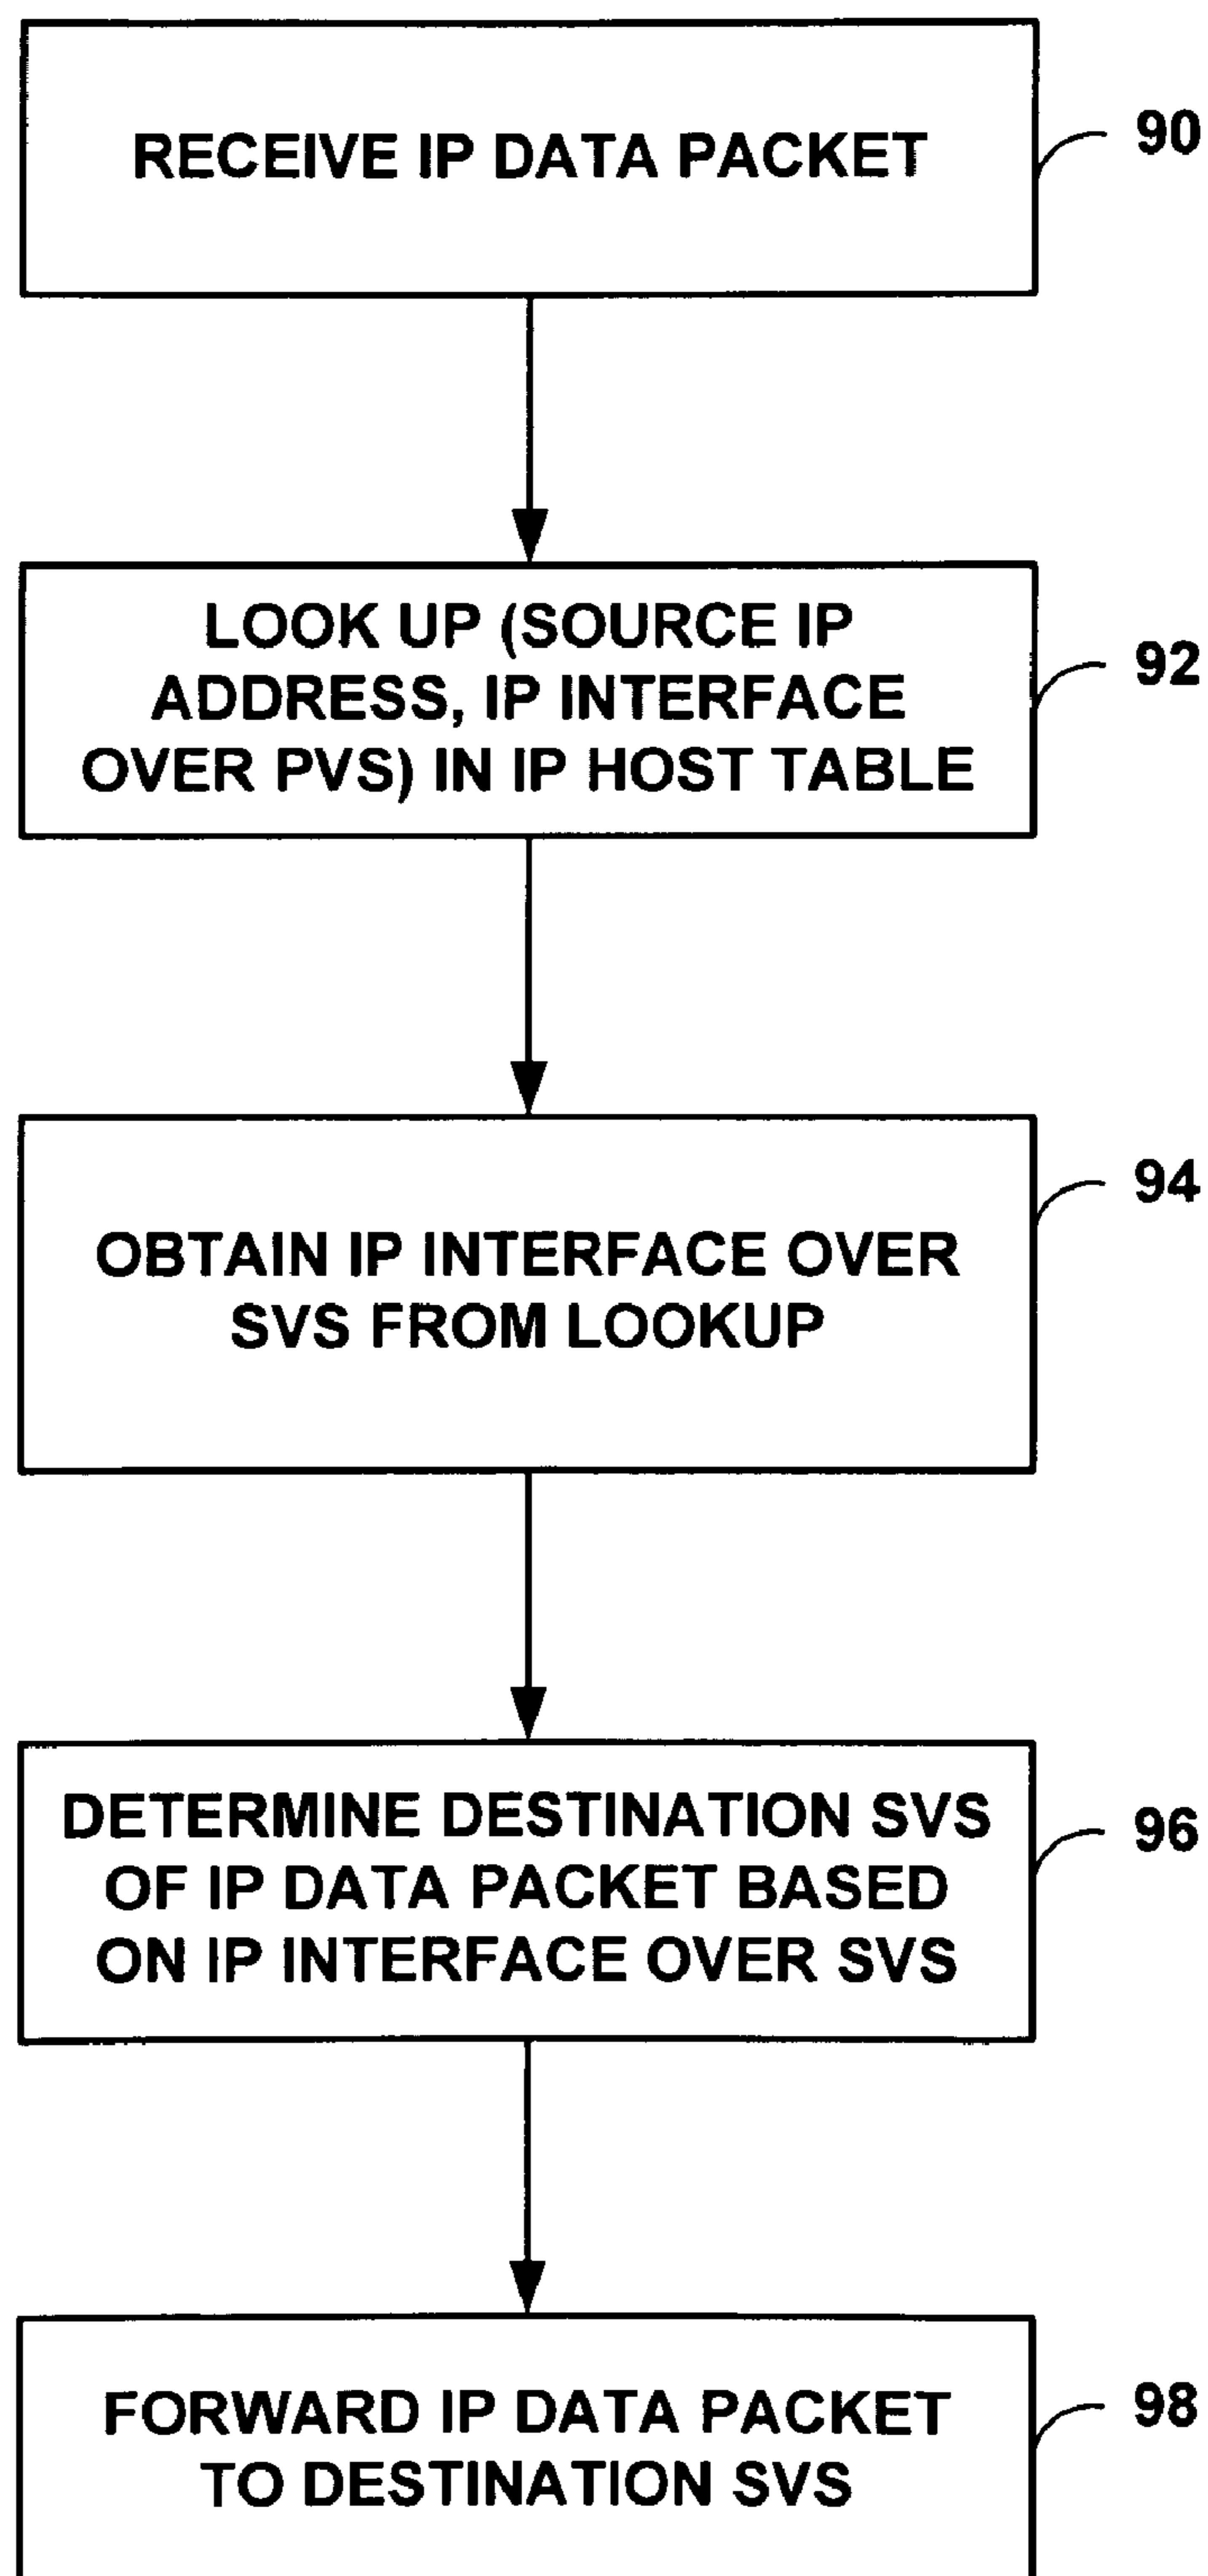 RECEIVE IP DATA PACKET
90
LOOK UP (SOURCE IP
ADDRESS, IP INTERFACE
OVER PVS) IN IP HOST TABLE
92
OBTAIN IP INTERFACE OVER
SVS FROM LOOKUP
94
DETERMINE DESTINATION SVS
OF IP DATA PACKET BASED
ON IP INTERFACE OVER SVS
96
FORWARD IP DATA PACKET
TO DESTINATION SVS
98